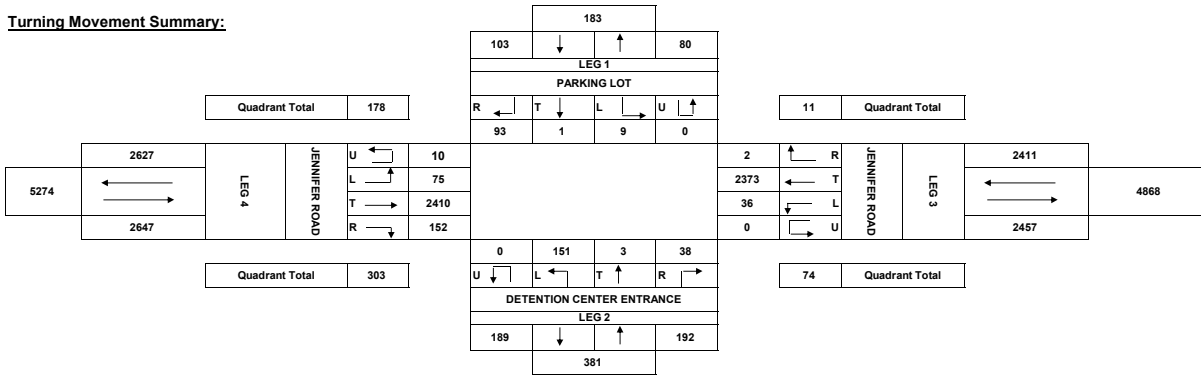 Turning Movement Summary:
183
103 80
LEG 1
PARKING LOT
Quadrant Total 178
R T L U
11 Quadrant Total
93 1 9 0
2627
U 10
2 R
2411
5274
LEG 4
JENNIFER ROAD
L 75
2373 T
JENNIFER ROAD
LEG 3
4868
T 2410
36 L
2647
R 152
0 U
2457
0 151 3 38
Quadrant Total 303
U L T R
74 Quadrant Total
DETENTION CENTER ENTRANCE
LEG 2
189 192
381